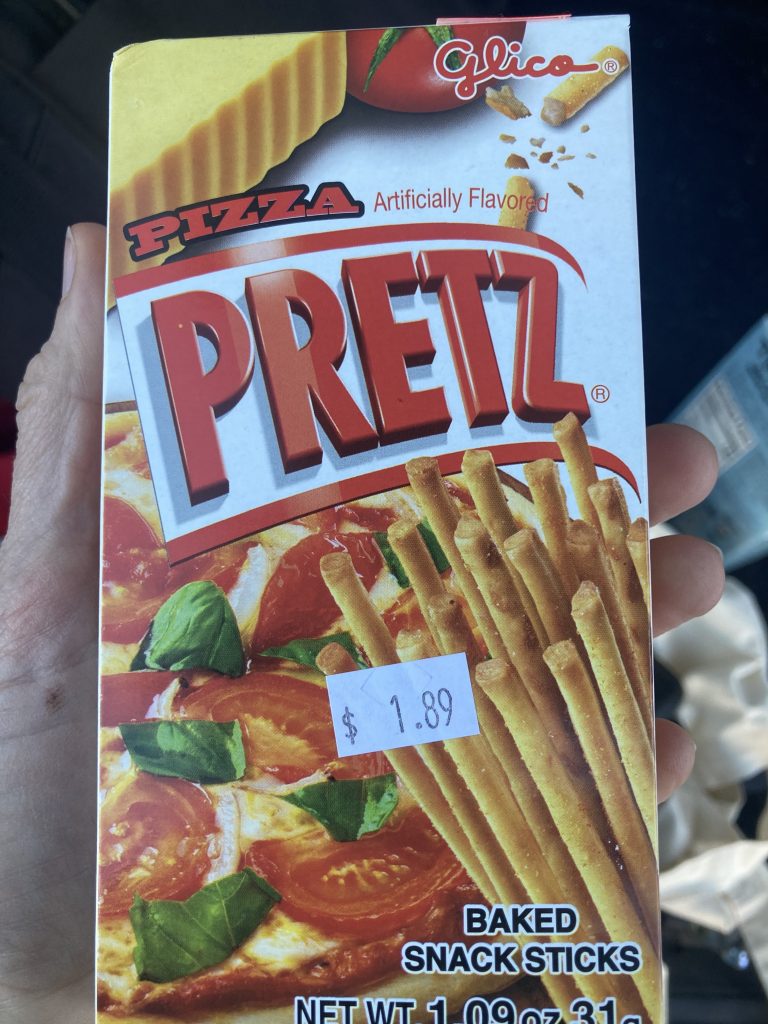 Glico®
PIZZA Artificially Flavored
PRETZ®
$ 1.89
BAKED
SNACK STICKS
NET WT. 1.09 oz 31g